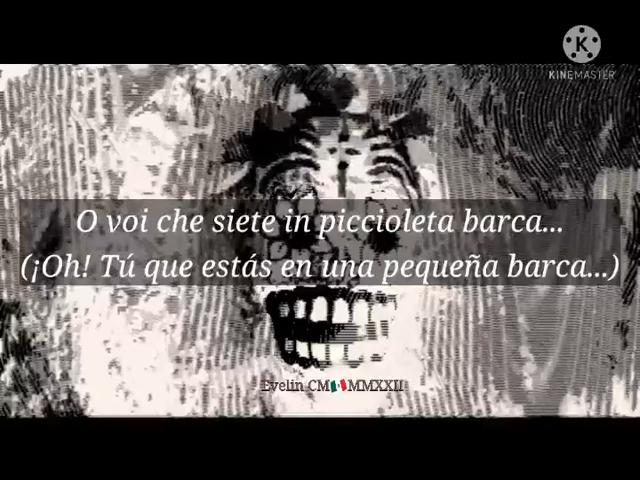 KINEMASTER
O voi che siete in piccioleta barca...
(¡Oh! Tú que estás en una pequeña barca...)
Evelin CM🇲🇽MMXXII